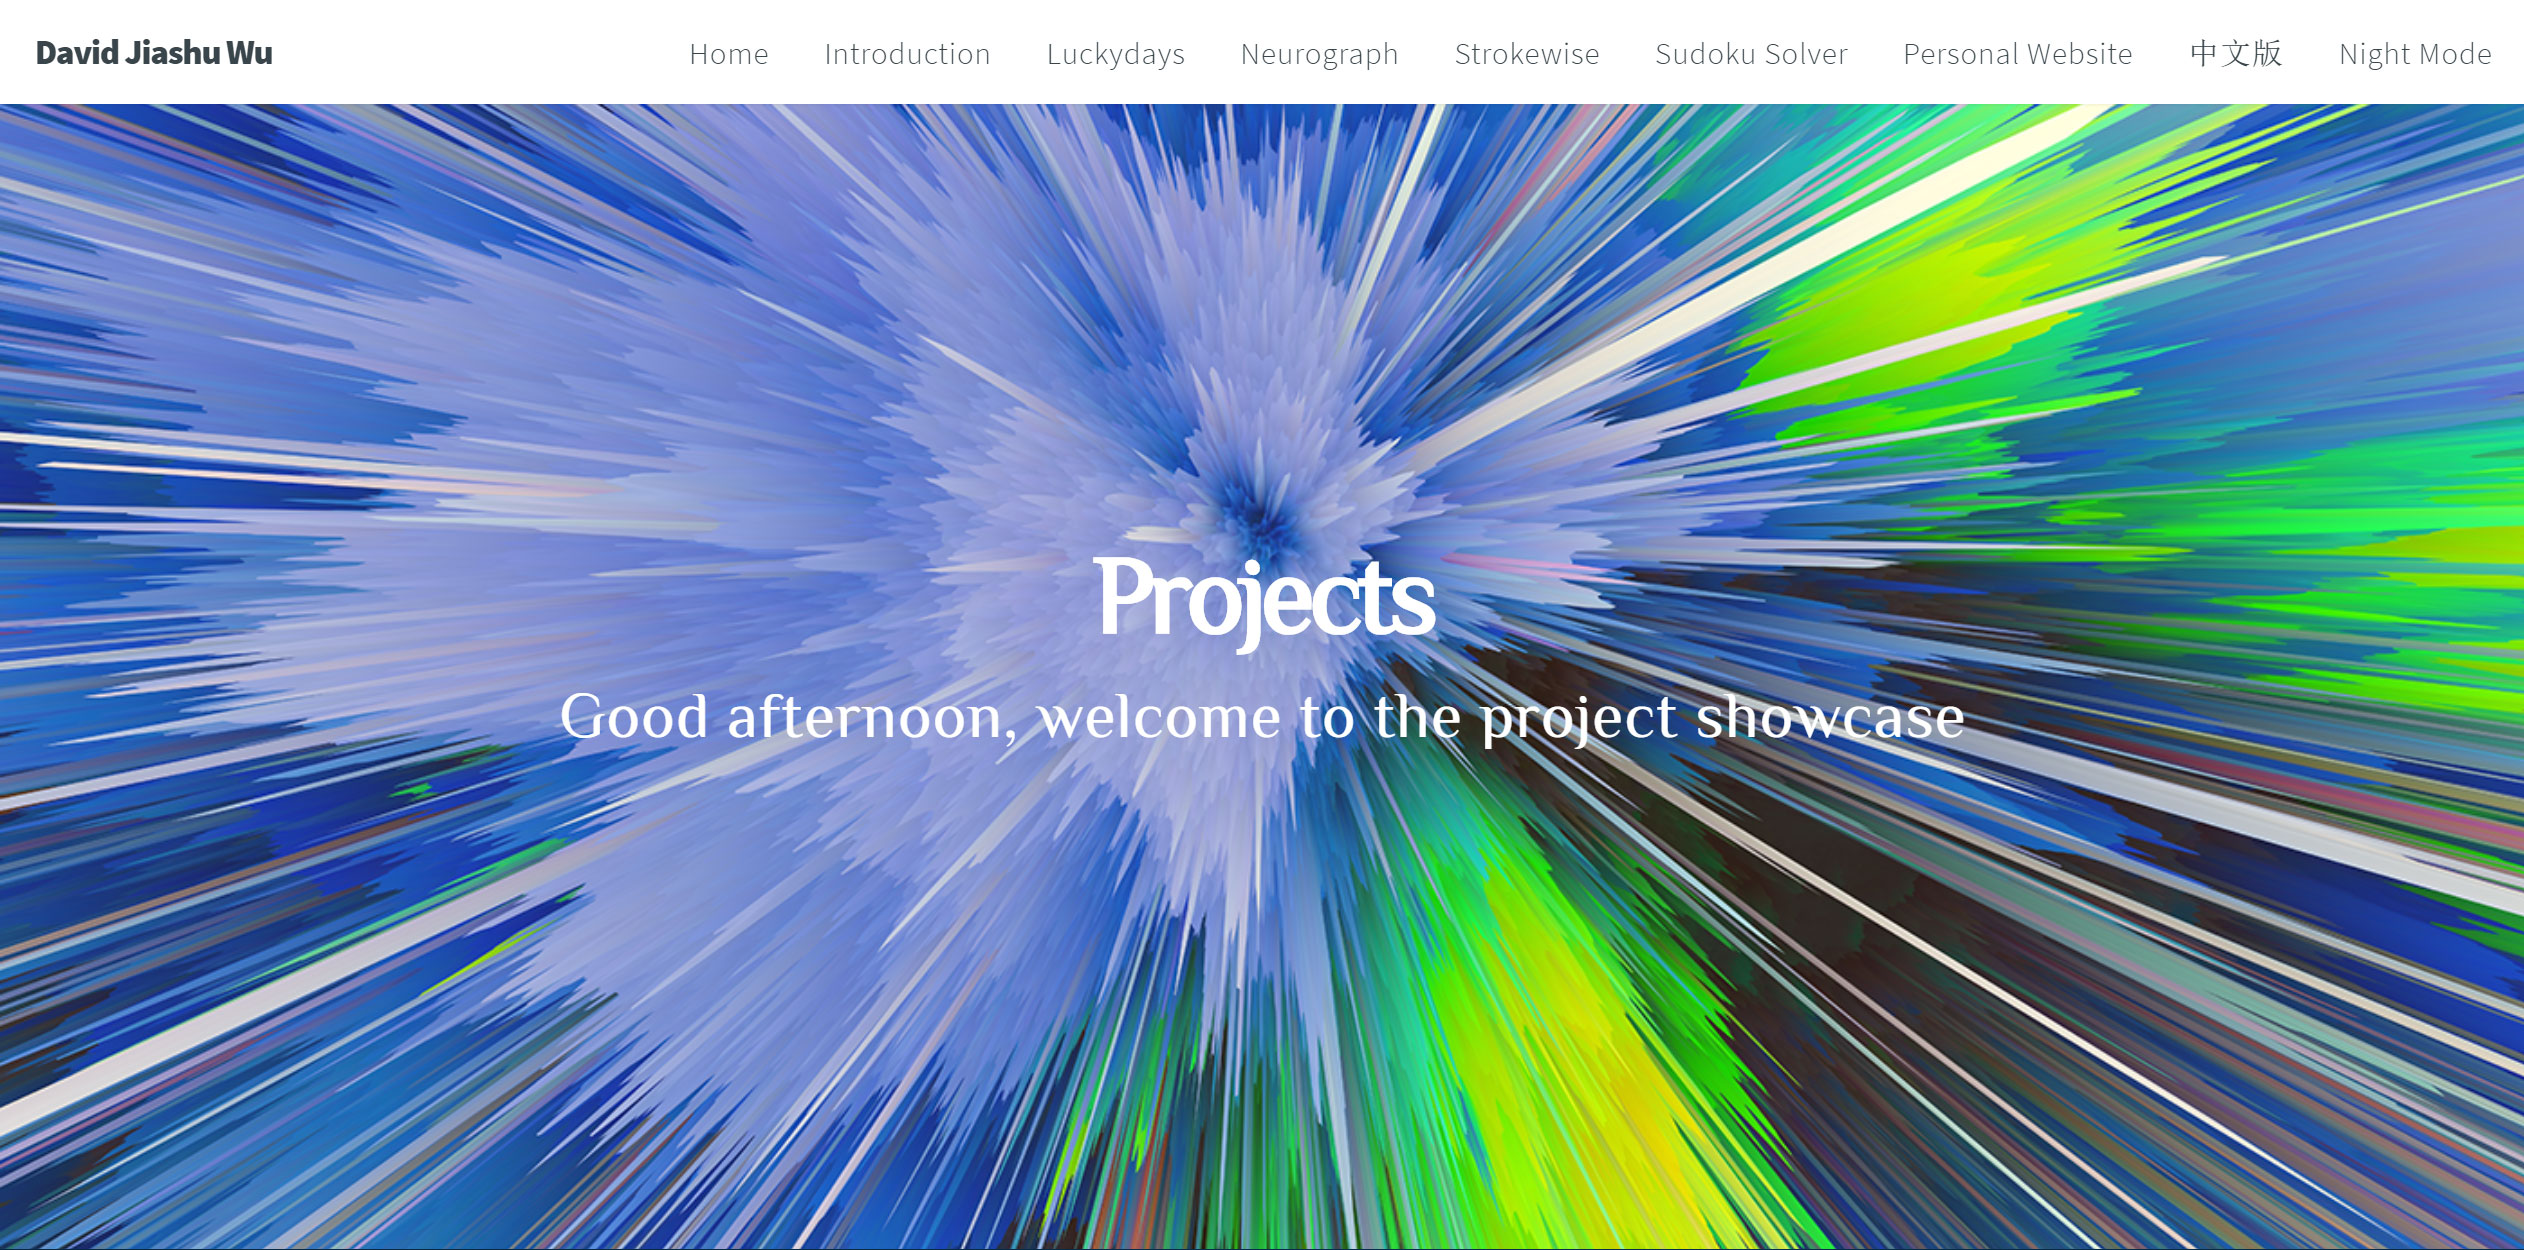 David Jiashu Wu
Home Introduction Luckydays Neurograph Strokewise Sudoku Solver Personal Website 中文版 Night Mode
Projects
Good afternoon, welcome to the project showcase